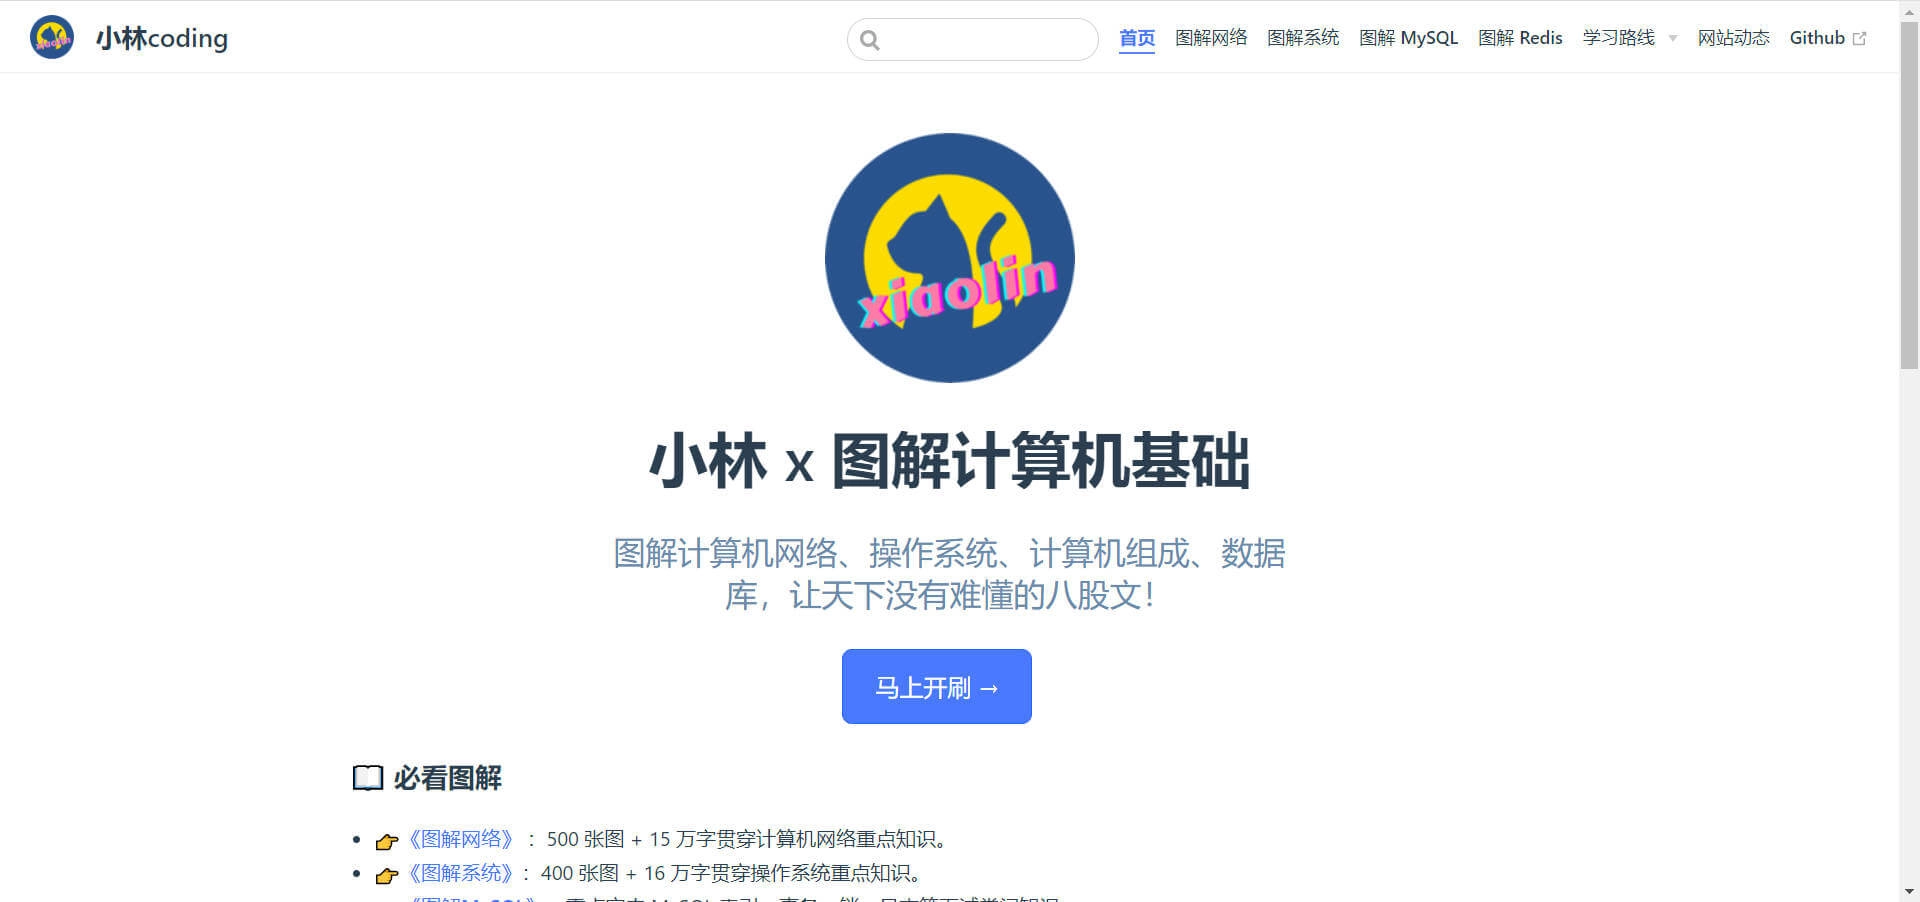 小林coding
首页 图解网络 图解系统 图解 MySQL 图解 Redis 学习路线 网站动态 Github
xiaolin
小林 x 图解计算机基础
图解计算机网络、操作系统、计算机组成、数据
库，让天下没有难懂的八股文！
马上开刷 →
必看图解
《图解网络》 ：500 张图 + 15 万字贯穿计算机网络重点知识。
《图解系统》 ：400 张图 + 16 万字贯穿操作系统重点知识。